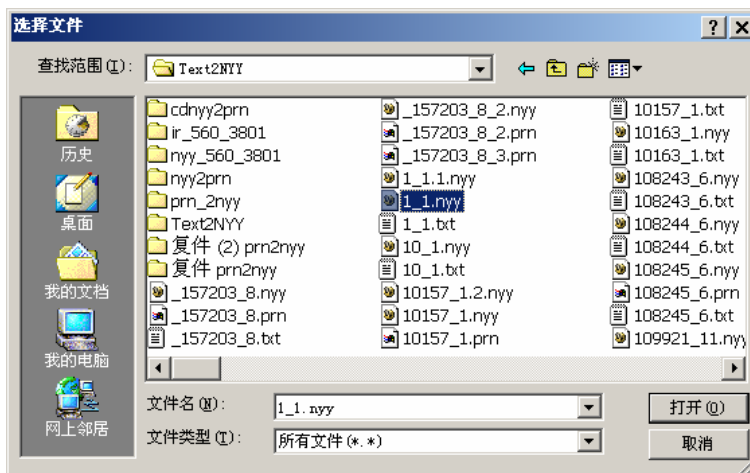 选择文件
查找范围(I): Text2NYY
历史
桌面
我的文档
我的电脑
网上邻居
cdnyy2prn
ir_560_3801
nyy_560_3801
nyy2prn
prn_2nyy
Text2NYY
复件 (2) prn2nyy
复件 prn2nyy
_157203_8.nyy
_157203_8.prn
_157203_8.txt
_157203_8_2.nyy
_157203_8_2.prn
_157203_8_3.prn
1_1.1.nyy
1_1.nyy
1_1.txt
10_1.nyy
10_1.txt
10157_1.2.nyy
10157_1.nyy
10157_1.prn
10157_1.txt
10163_1.nyy
10163_1.txt
108243_6.nyy
108243_6.txt
108244_6.nyy
108244_6.txt
108245_6.nyy
108245_6.prn
108245_6.txt
109921_11.nyy
文件名(N): 1_1.nyy
打开(O)
文件类型(T): 所有文件(*.*)
取消